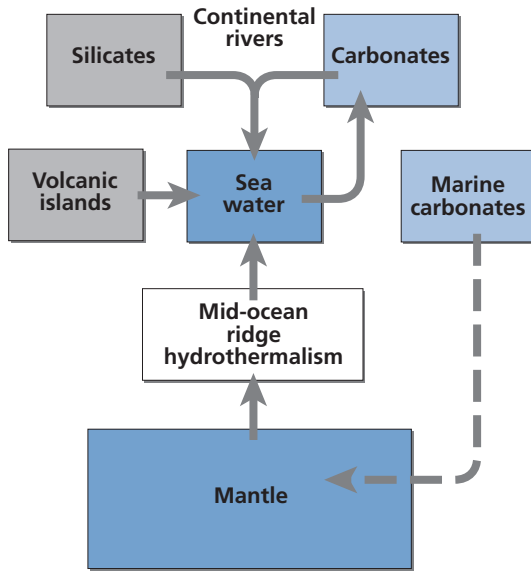 Continental
rivers
Silicates
Carbonates
Volcanic
islands
Sea
water
Marine
carbonates
Mid-ocean
ridge
hydrothermalism
Mantle